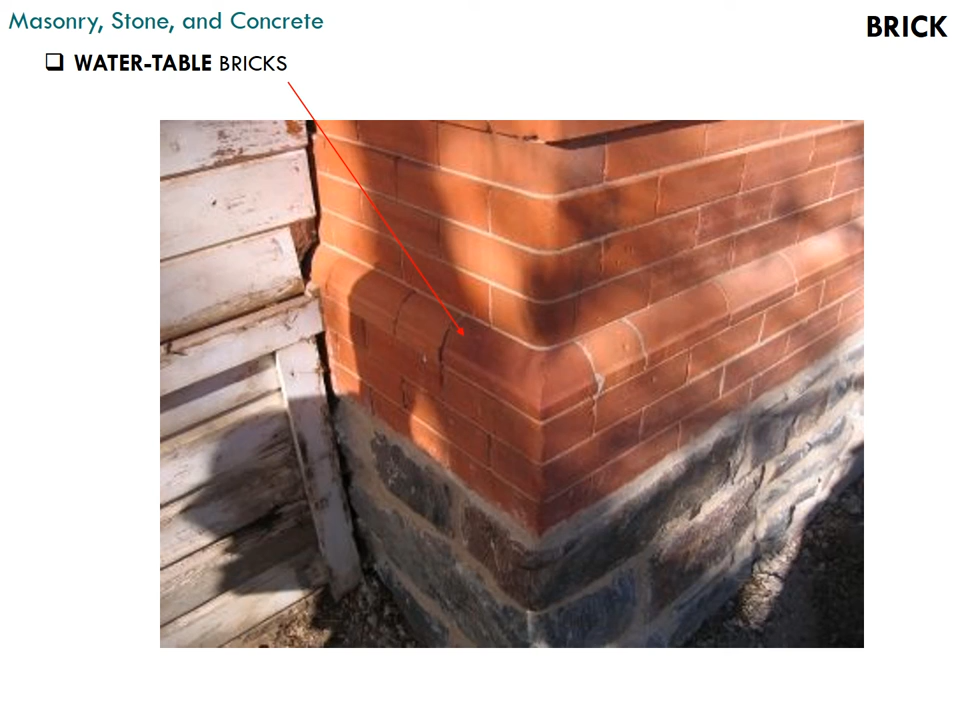 Masonry, Stone, and Concrete
BRICK
❑ WATER-TABLE BRICKS